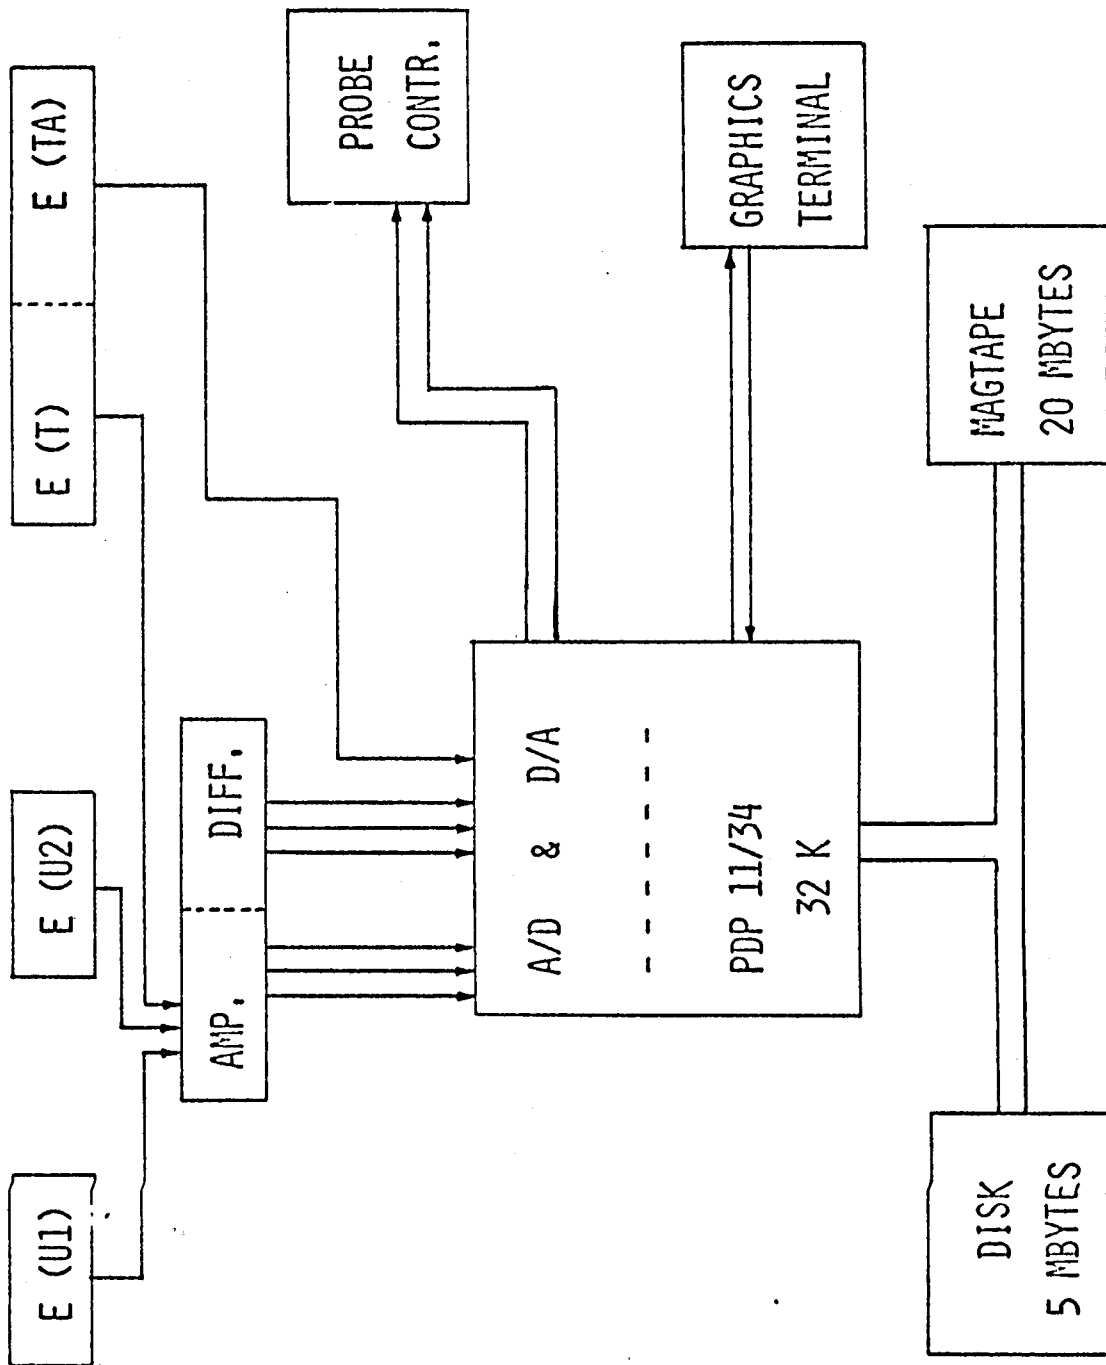 E (U1)
E (U2)
E (T)
E (TA)
AMP.
DIFF.
PROBE
CONTR.
A/D & D/A
PDP 11/34
32 K
GRAPHICS
TERMINAL
DISK
5 MBYTES
MAGTAPE
20 MBYTES